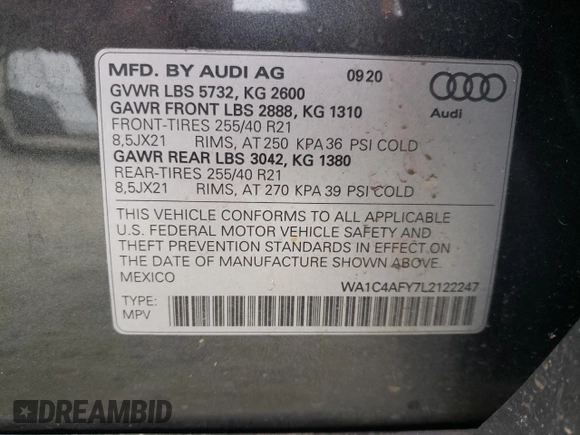 MFD. BY AUDI AG 09 20
GVWR LBS 5732, KG 2600
GAWR FRONT LBS 2888, KG 1310
FRONT-TIRES 255/40 R21
8,5JX21 RIMS, AT 250 KPA 36 PSI COLD
GAWR REAR LBS 3042, KG 1380
REAR-TIRES 255/40 R21
8,5JX21 RIMS, AT 270 KPA 39 PSI COLD
Audi
THIS VEHICLE CONFORMS TO ALL APPLICABLE
U.S. FEDERAL MOTOR VEHICLE SAFETY AND
THEFT PREVENTION STANDARDS IN EFFECT ON
THE DATE OF MANUFACTURE SHOWN ABOVE.
MEXICO
WA1C4AFY7L2122247
TYPE:
MPV
DREAMBID